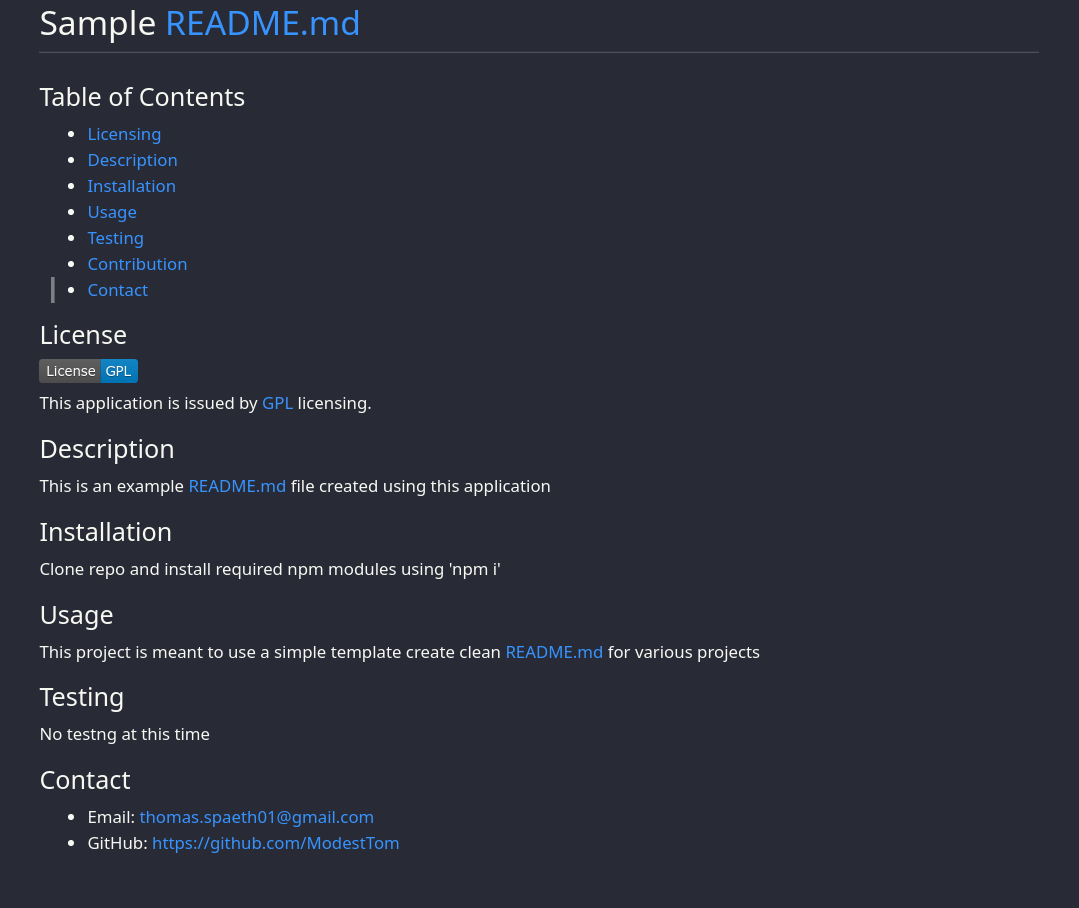 Sample README.md
Table of Contents
Licensing
Description
Installation
Usage
Testing
Contribution
Contact
License
License GPL
This application is issued by GPL licensing.
Description
This is an example README.md file created using this application
Installation
Clone repo and install required npm modules using 'npm i'
Usage
This project is meant to use a simple template create clean README.md for various projects
Testing
No testng at this time
Contact
Email: thomas.spaeth01@gmail.com
GitHub: https://github.com/ModestTom